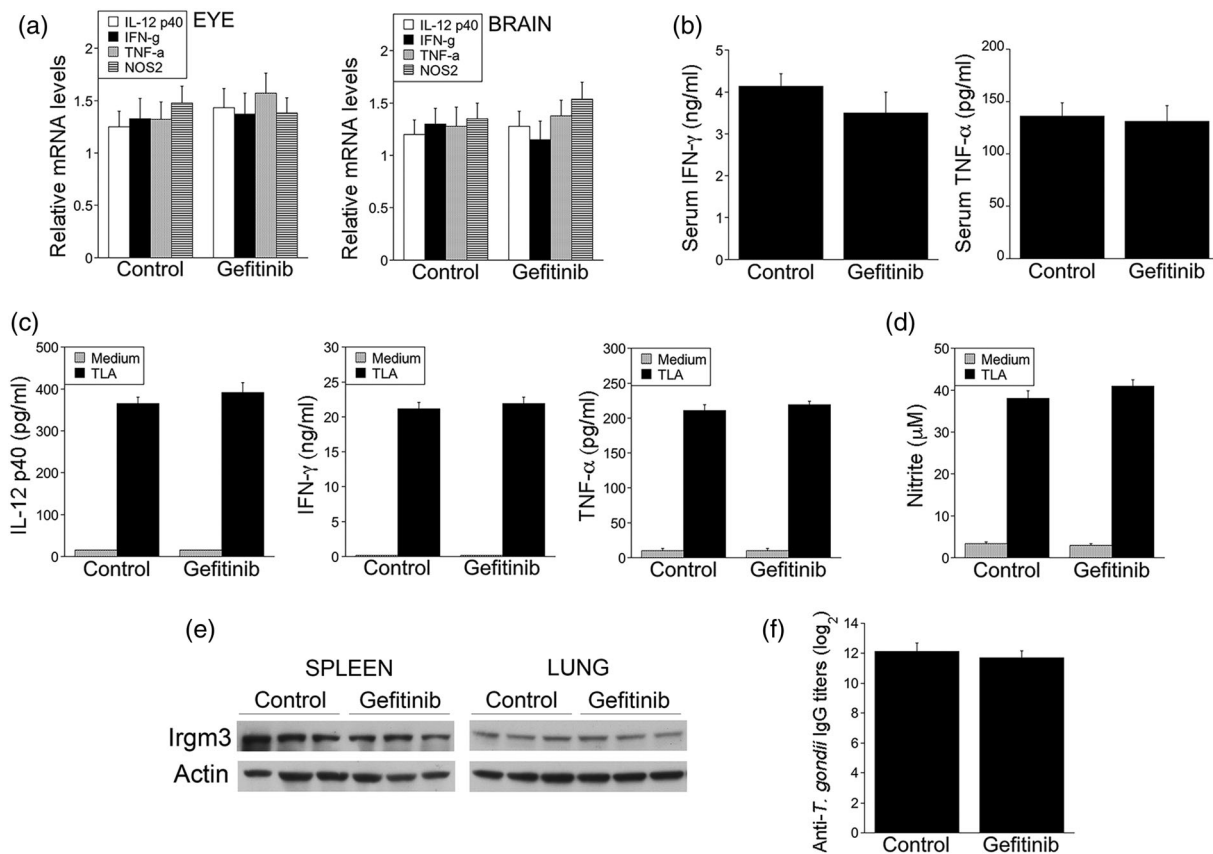 (a)
IL-12 p40
IFN-g
TNF-a
NOS2
EYE
Relative mRNA levels
2
1.5
1
0.5
0
Control
Gefitinib
IL-12 p40
IFN-g
TNF-a
NOS2
BRAIN
Relative mRNA levels
2
1.5
1
0.5
0
Control
Gefitinib
(b)
Serum IFN-γ (ng/ml)
6
5
4
3
2
1
0
Control
Gefitinib
Serum TNF-α (pg/ml)
200
150
100
50
0
Control
Gefitinib
(c)
IL-12 p40 (pg/ml)
500
400
300
200
100
0
Medium
TLA
Control
Gefitinib
IFN-γ (ng/ml)
30
25
20
15
10
5
0
Medium
TLA
Control
Gefitinib
TNF-α (pg/ml)
300
250
200
150
100
50
0
Medium
TLA
Control
Gefitinib
(d)
Nitrite (μM)
50
40
30
20
10
0
Medium
TLA
Control
Gefitinib
(e)
SPLEEN
LUNG
Control
Gefitinib
Control
Gefitinib
Irgm3
Actin
(f)
Anti-T. gondii IgG titers (log2)
14
12
10
8
6
4
2
0
Control
Gefitinib